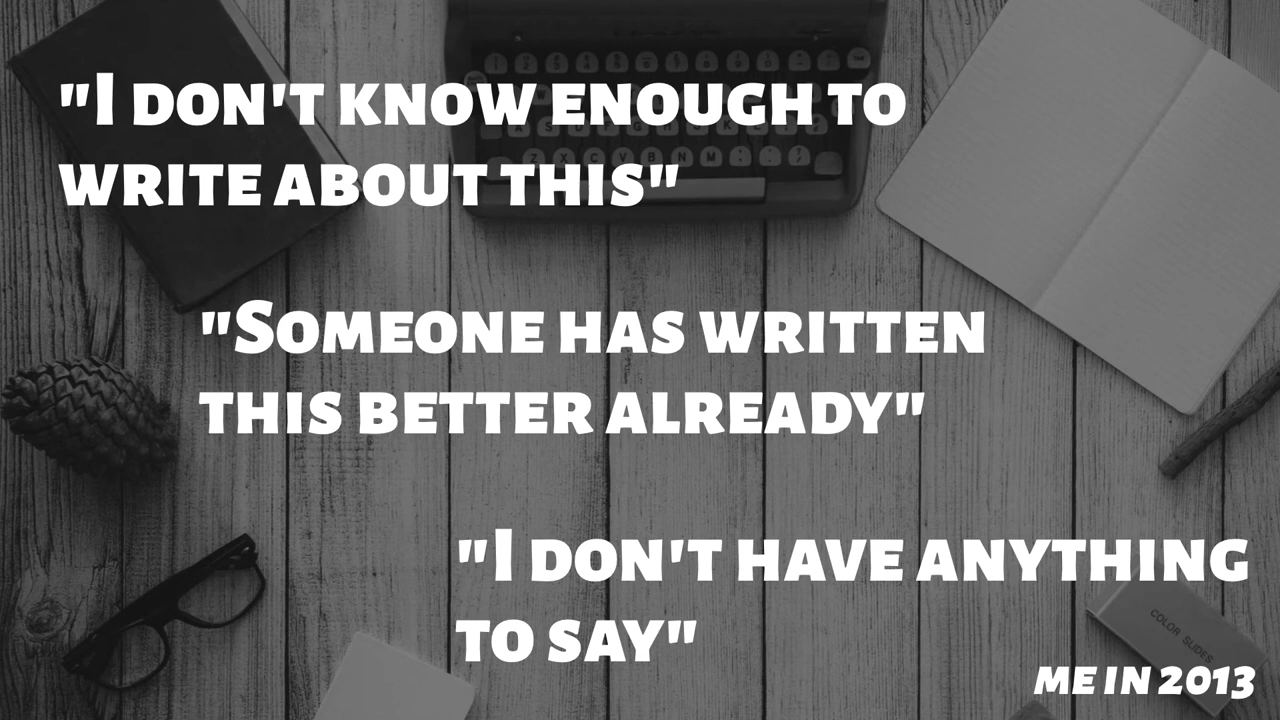 "I DON'T KNOW ENOUGH TO
WRITE ABOUT THIS"
"SOMEONE HAS WRITTEN
THIS BETTER ALREADY"
"I DON'T HAVE ANYTHING
TO SAY"
COLOR SLIDES
ME IN 2013